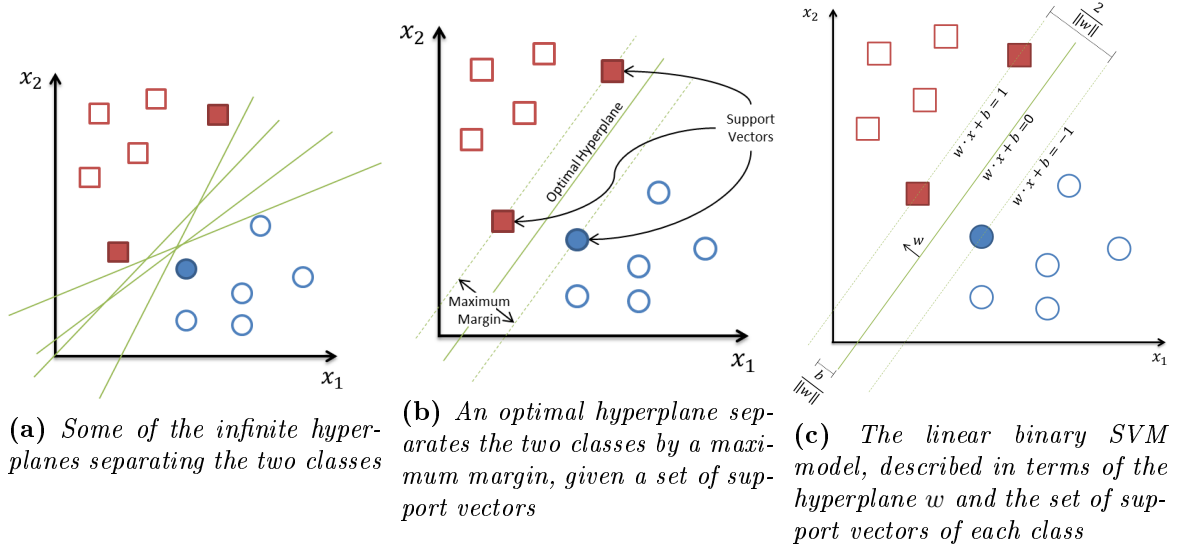 x₂
x₁
(a) Some of the infinite hyper-
planes separating the two classes
x₂
Optimal Hyperplane
Support
Vectors
Maximum
Margin
x₁
(b) An optimal hyperplane sep-
arates the two classes by a maxi-
mum margin, given a set of sup-
port vectors
x₂
2
‖w‖
w · x + b = 1
w · x + b =0
w · x + b = −1
w
b
‖w‖
x₁
(c) The linear binary SVM
model, described in terms of the
hyperplane w and the set of sup-
port vectors of each class